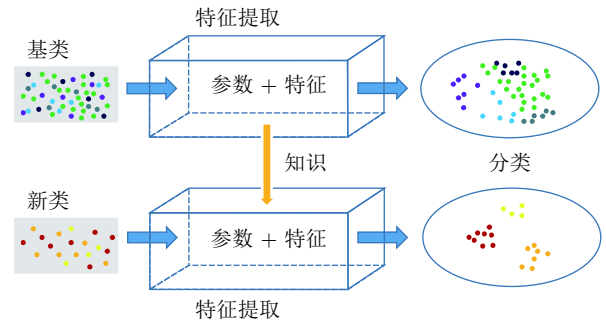 特征提取
基类
参数 + 特征
知识
分类
新类
参数 + 特征
特征提取